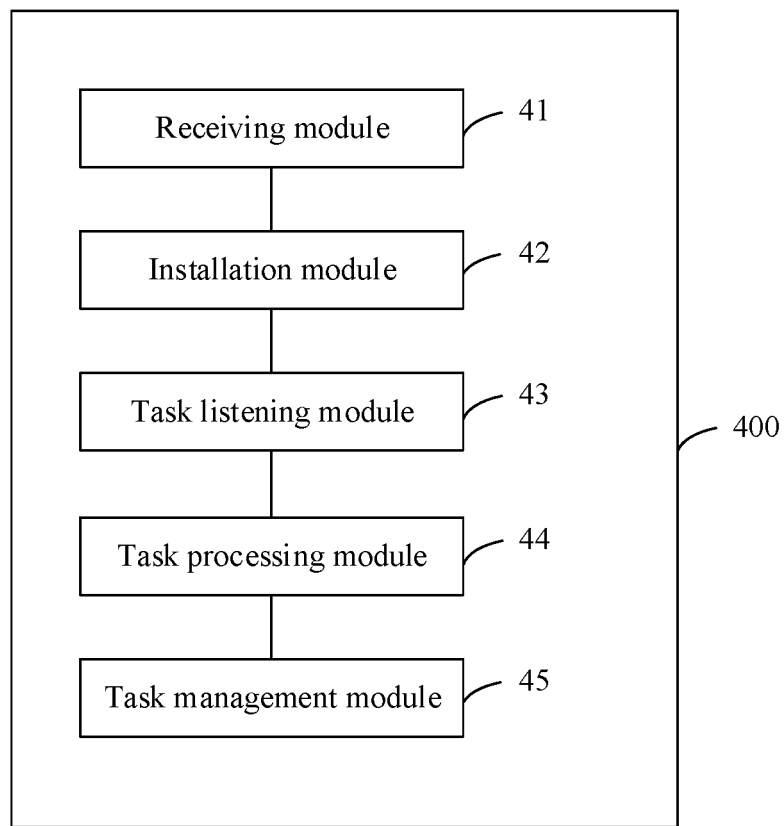 Receiving module
41
Installation module
42
Task listening module
43
400
Task processing module
44
Task management module
45